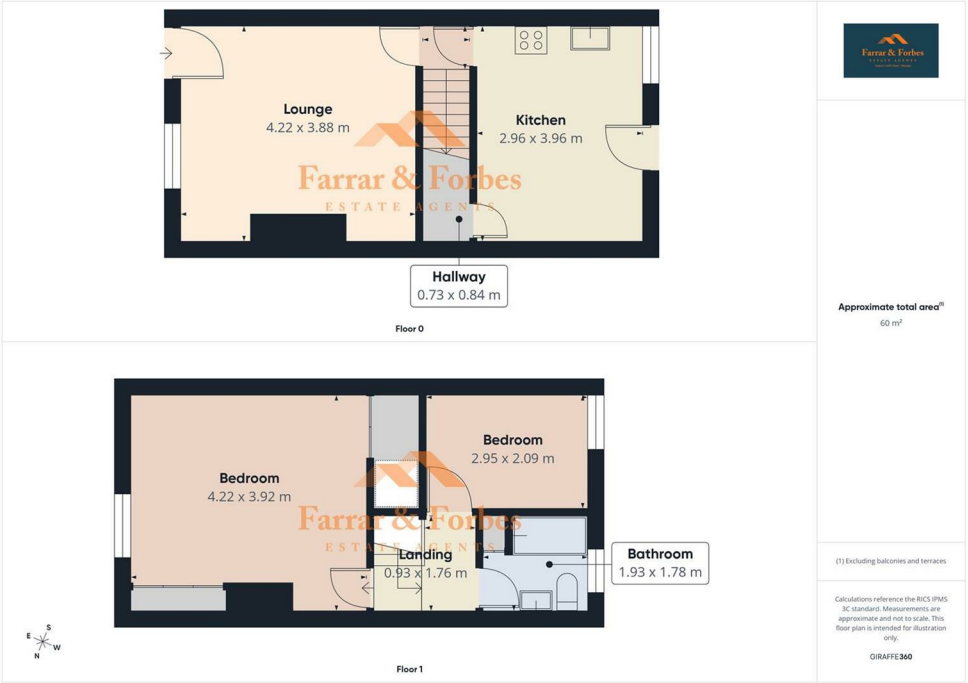 Lounge
4.22 x 3.88 m
Kitchen
2.96 x 3.96 m
Farrar & Forbes
ESTATE AGENTS
Hallway
0.73 x 0.84 m
Floor 0
Bedroom
4.22 x 3.92 m
Bedroom
2.95 x 2.09 m
Farrar & Forbes
ESTATE AGENTS
Landing
0.93 x 1.76 m
Bathroom
1.93 x 1.78 m
S
E
W
N
Floor 1
Farrar & Forbes
ESTATE AGENTS
Approximate total area(1)
60 m²
(1) Excluding balconies and terraces
Calculations reference the RICS IPMS
3C standard. Measurements are
approximate and not to scale. This
floor plan is intended for illustration
only.
GIRAFFE360